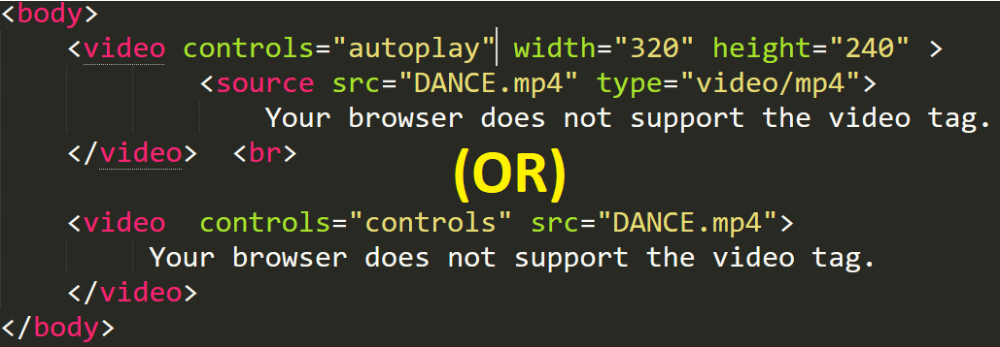 <body>
<video controls="autoplay" width="320" height="240" >
<source src="DANCE.mp4" type="video/mp4">
Your browser does not support the video tag.
</video> <br>
(OR)
<video  controls="controls" src="DANCE.mp4">
Your browser does not support the video tag.
</video>
</body>